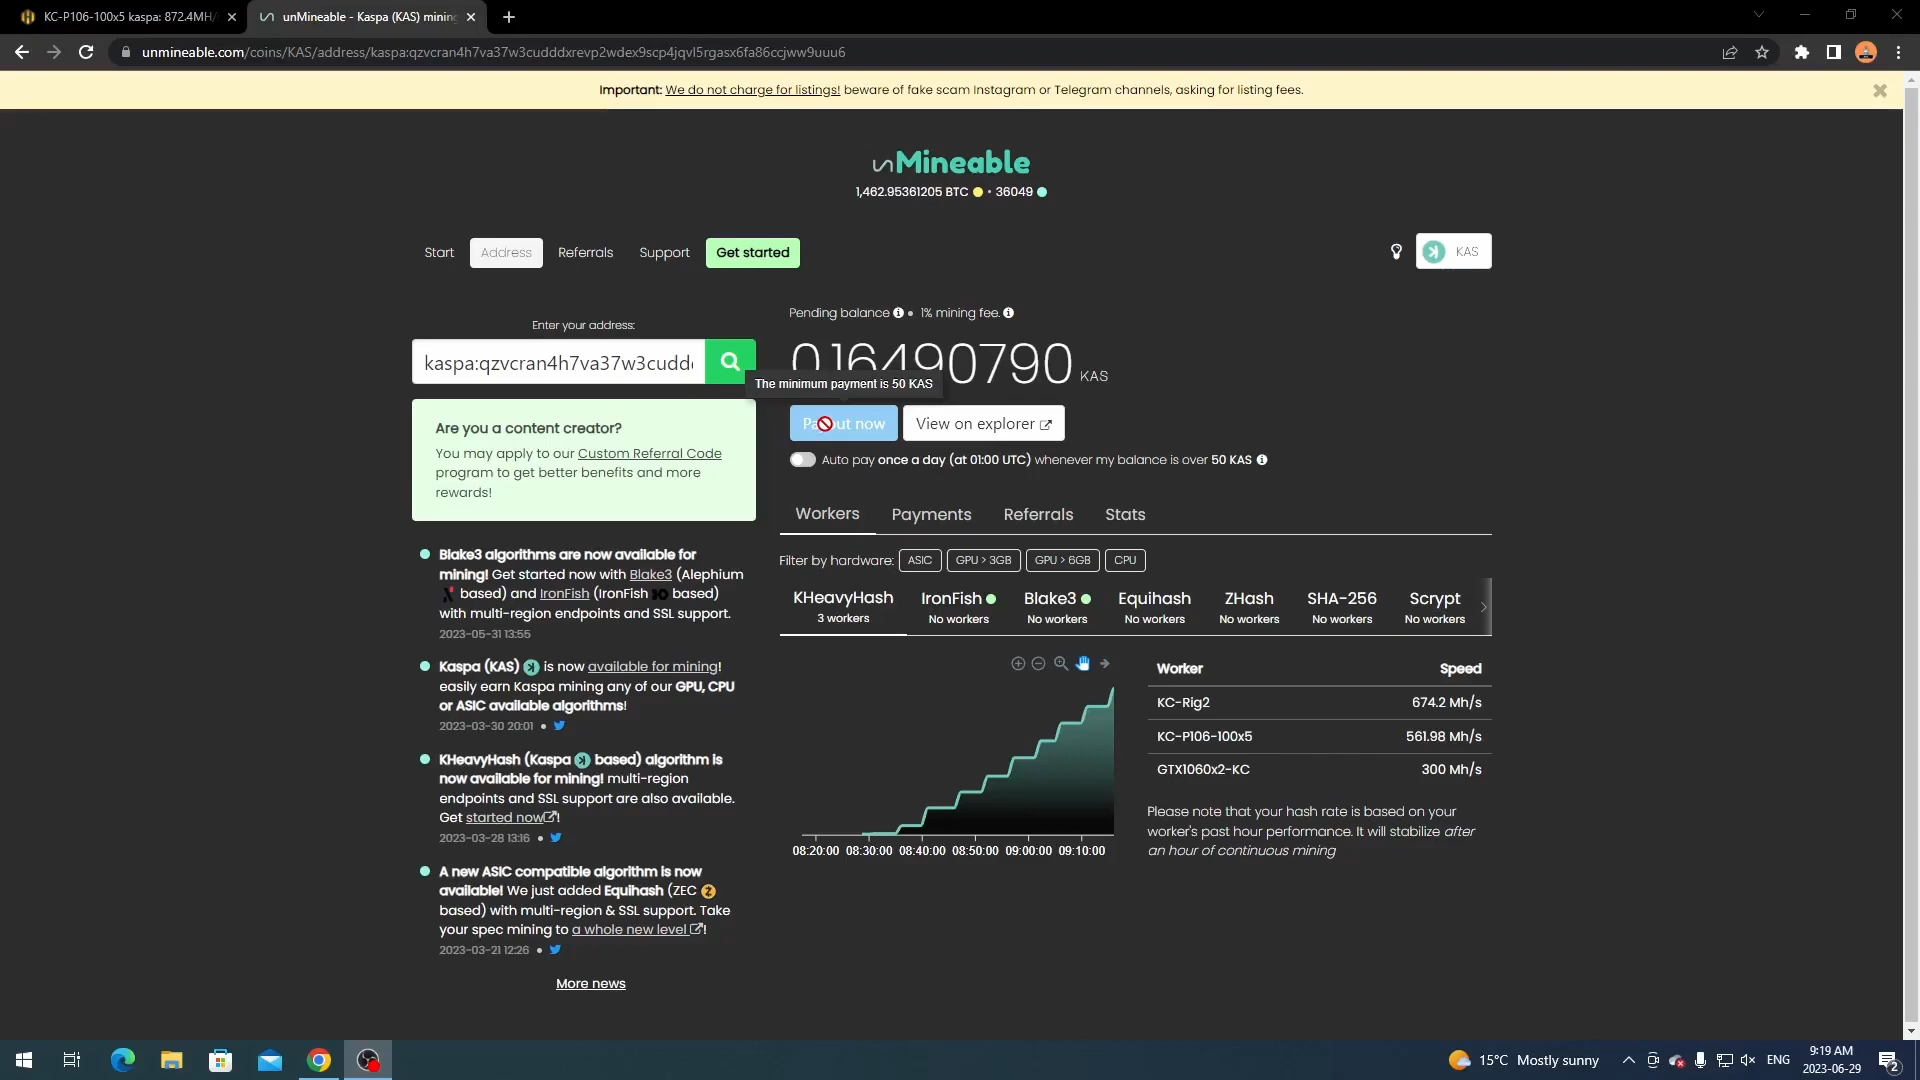 KC-P106-100x5 kaspa: 872.4MH/
unMineable - Kaspa (KAS) mining
unmineable.com/coins/KAS/address/kaspa:qzvcran4h7va37w3cudddxrevp2wdex9scp4jqvl5rgasx6fa86ccjww9uuu6
Important: We do not charge for listings! beware of fake scam Instagram or Telegram channels, asking for listing fees.
unMineable
1,462.95361205 BTC • 36049
Start Address Referrals Support Get started
KAS
Enter your address:
kaspa:qzvcran4h7va37w3cudd
Pending balance • 1% mining fee.
0.16490790 KAS
The minimum payment is 50 KAS
View on explorer
Auto pay once a day (at 01:00 UTC) whenever my balance is over 50 KAS
Are you a content creator?
You may apply to our Custom Referral Code
program to get better benefits and more
rewards!
Blake3 algorithms are now available for
mining! Get started now with Blake3 (Alephium
based) and IronFish (IronFish based)
with multi-region endpoints and SSL support.
2023-05-31 13:55
Kaspa (KAS) is now available for mining!
easily earn Kaspa mining any of our GPU, CPU
or ASIC available algorithms!
2023-03-30 20:01 •
KHeavyHash (Kaspa based) algorithm is
now available for mining! multi-region
endpoints and SSL support are also available.
Get started now!
2023-03-28 13:16 •
A new ASIC compatible algorithm is now
available! We just added Equihash (ZEC
based) with multi-region & SSL support. Take
your spec mining to a whole new level!
2023-03-21 12:26 •
More news
Workers Payments Referrals Stats
Filter by hardware: ASIC GPU > 3GB GPU > 6GB CPU
KHeavyHash IronFish Blake3 Equihash ZHash SHA-256 Scrypt
3 workers No workers No workers No workers No workers No workers No workers
08:20:00 08:30:00 08:40:00 08:50:00 09:00:00 09:10:00
Worker Speed
KC-Rig2 674.2 Mh/s
KC-P106-100x5 561.98 Mh/s
GTX1060x2-KC 300 Mh/s
Please note that your hash rate is based on your
worker's past hour performance. It will stabilize after
an hour of continuous mining
15°C Mostly sunny
ENG
9:19 AM
2023-06-29
2